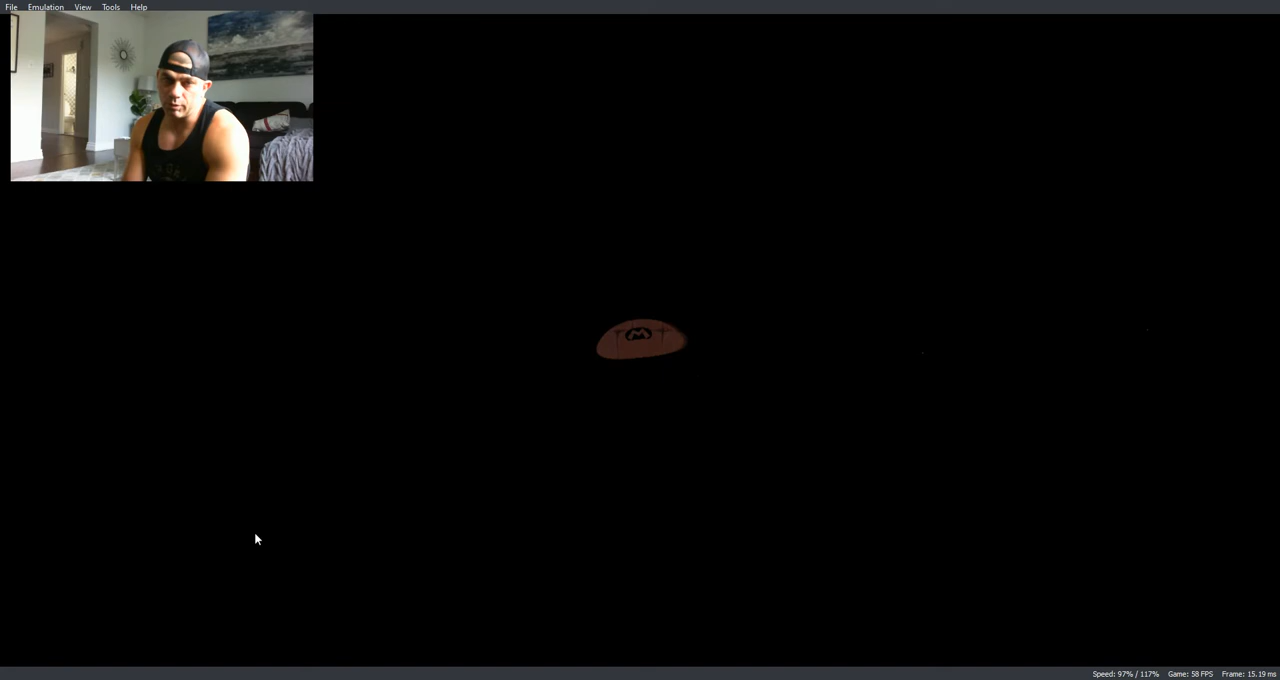 File Emulation View Tools Help
M
Speed: 97% / 117% Game: 58 FPS Frame: 15.19 ms